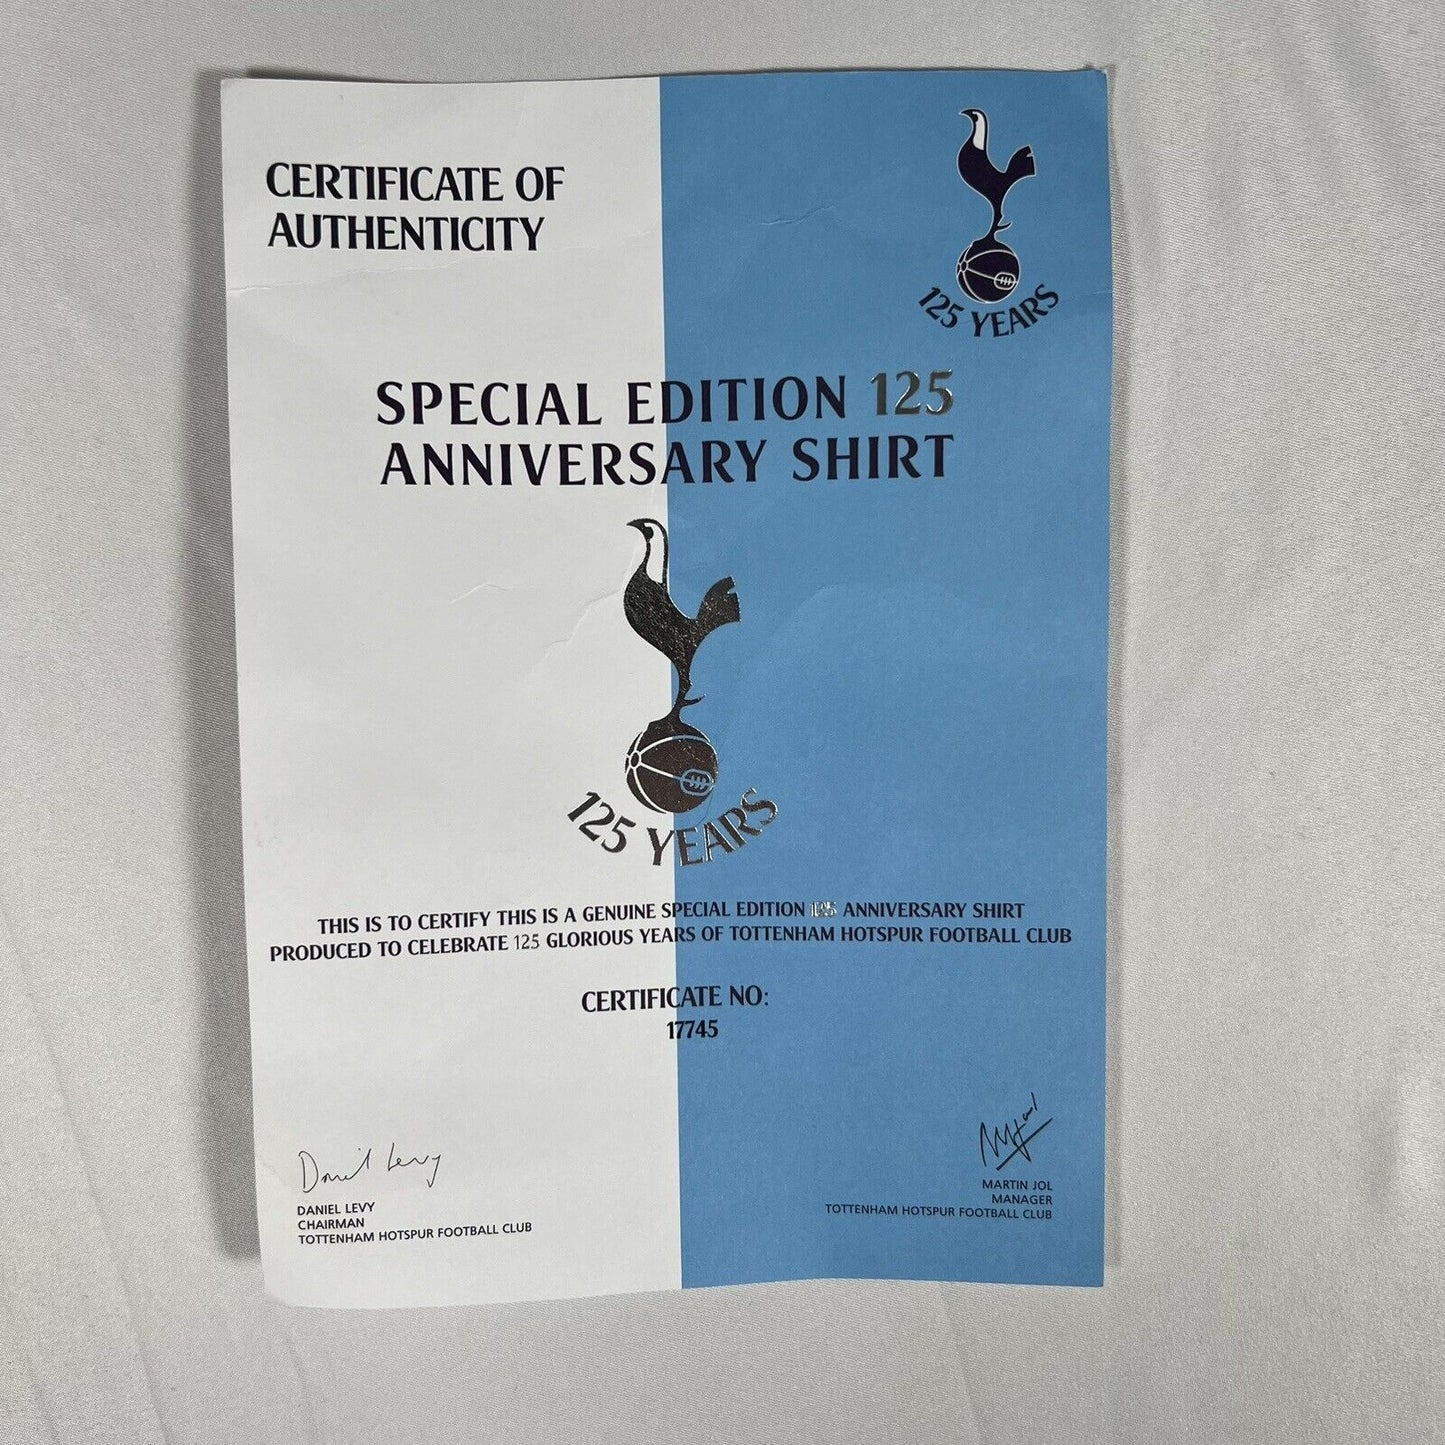 CERTIFICATE OF
AUTHENTICITY
125 YEARS
SPECIAL EDITION 125
ANNIVERSARY SHIRT
125 YEARS
THIS IS TO CERTIFY THIS IS A GENUINE SPECIAL EDITION 125 ANNIVERSARY SHIRT
PRODUCED TO CELEBRATE 125 GLORIOUS YEARS OF TOTTENHAM HOTSPUR FOOTBALL CLUB
CERTIFICATE NO:
17745
Daniel Levy
DANIEL LEVY
CHAIRMAN
TOTTENHAM HOTSPUR FOOTBALL CLUB
MARTIN JOL
MANAGER
TOTTENHAM HOTSPUR FOOTBALL CLUB